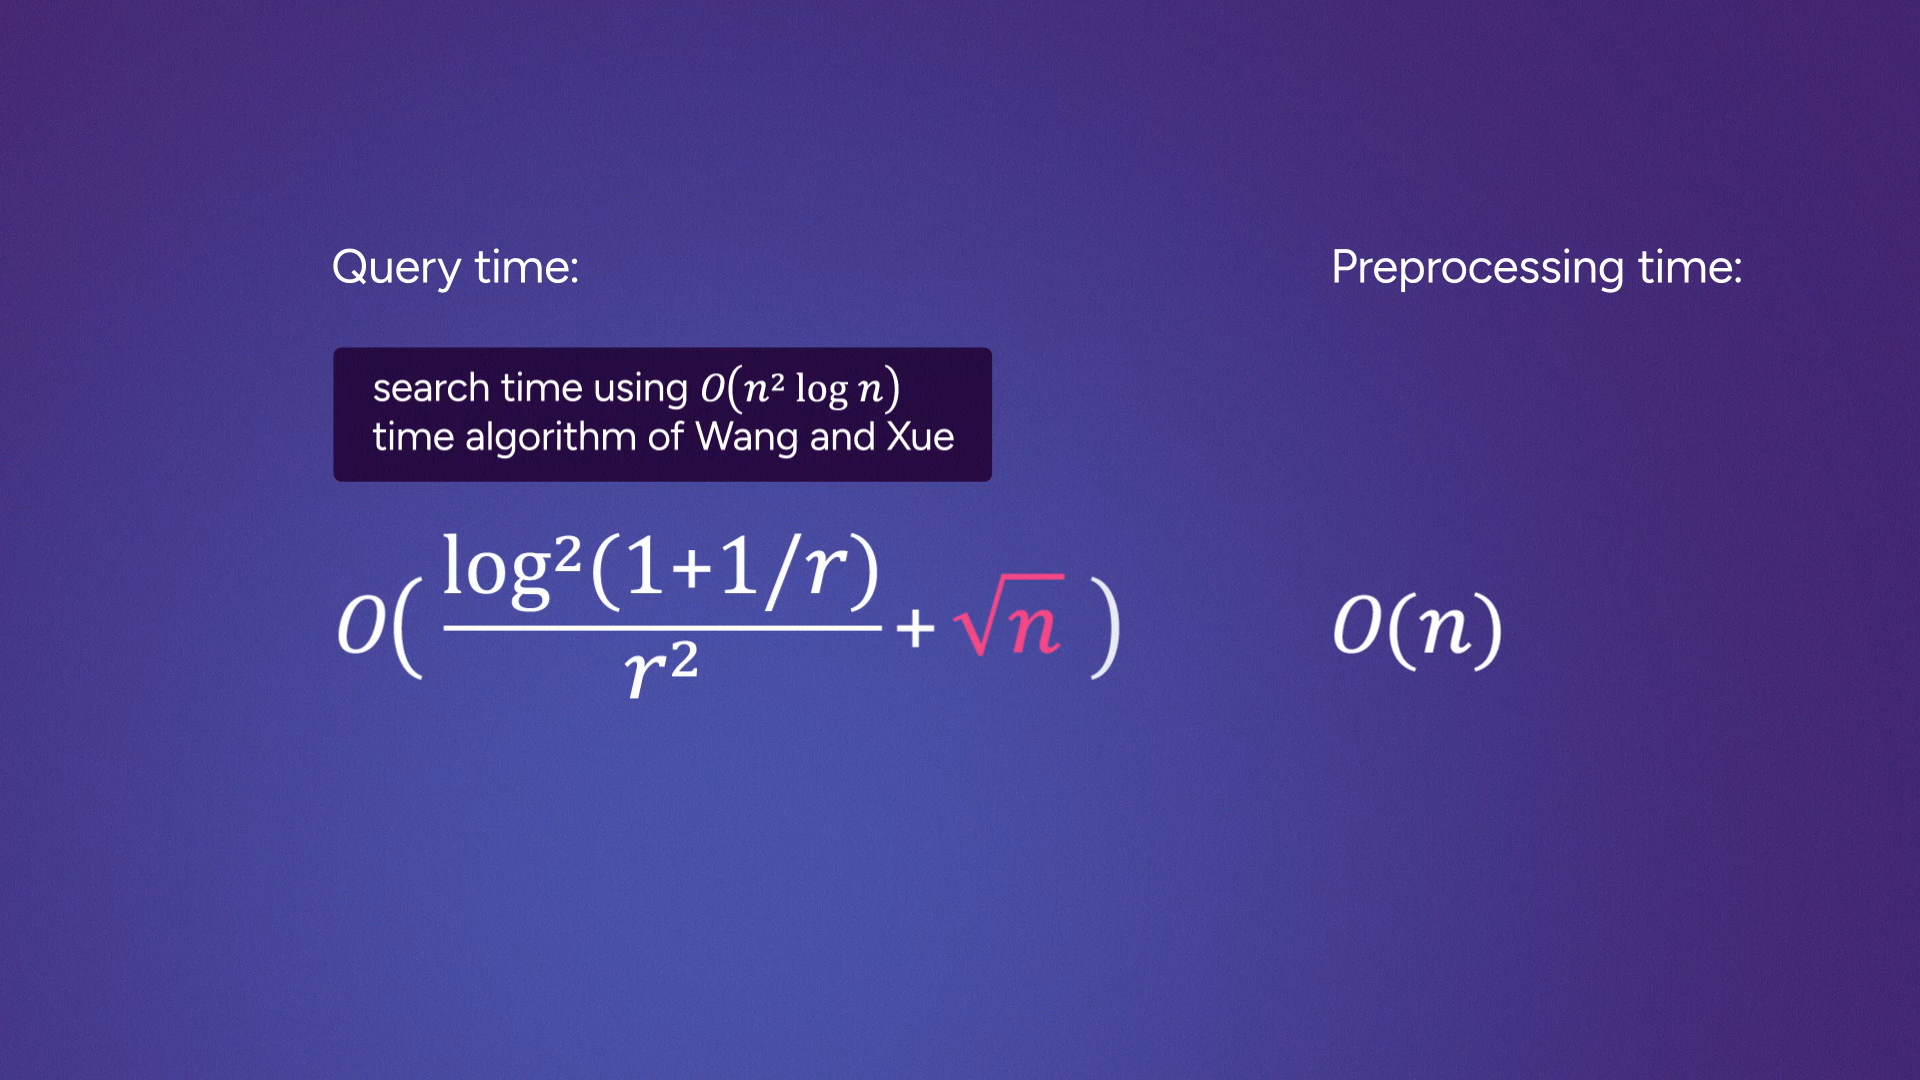 Query time:
Preprocessing time:
search time using O(n² log n)
time algorithm of Wang and Xue
O( log²(1+1/r) / r² + √n )
O(n)